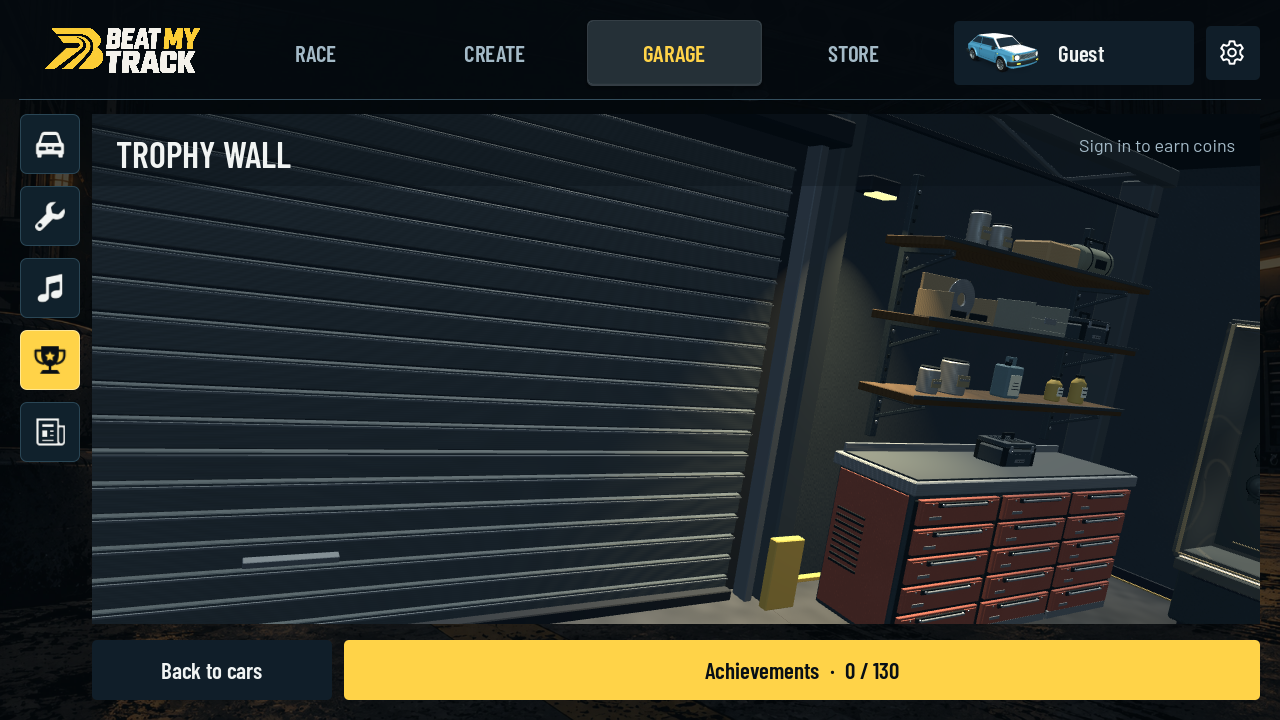 BEAT MY
TRACK
RACE
CREATE
GARAGE
STORE
Guest
TROPHY WALL
Sign in to earn coins
Back to cars
Achievements · 0 / 130